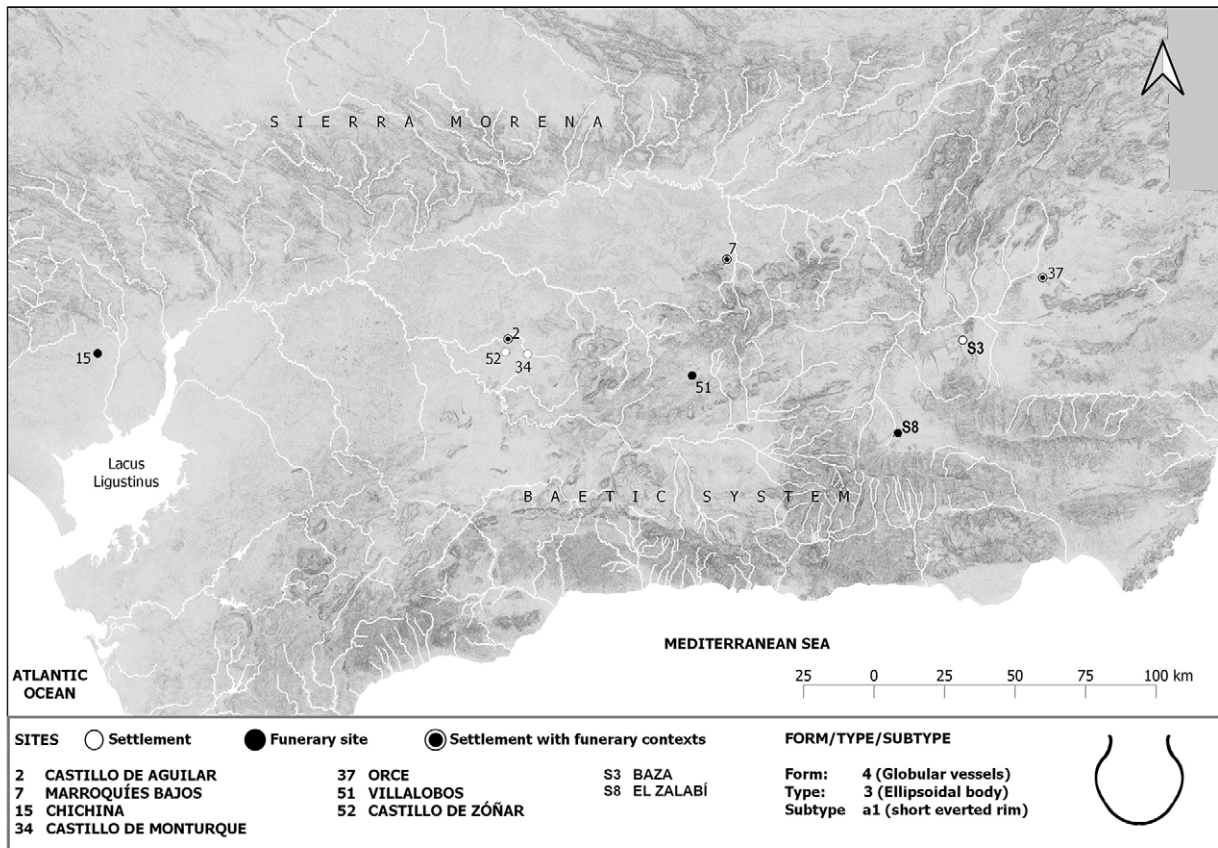 SIERRA MORENA
7
37
2
52
34
15
S3
51
S8
Lacus
Ligustinus
BAETIC SYSTEM
MEDITERRANEAN SEA
ATLANTIC
OCEAN
25 0 25 50 75 100 km
SITES Settlement Funerary site Settlement with funerary contexts
2 CASTILLO DE AGUILAR
7 MARROQUÍES BAJOS
15 CHICHINA
34 CASTILLO DE MONTURQUE
37 ORCE
51 VILLALOBOS
52 CASTILLO DE ZÓÑAR
S3 BAZA
S8 EL ZALABÍ
FORM/TYPE/SUBTYPE
Form: 4 (Globular vessels)
Type: 3 (Ellipsoidal body)
Subtype a1 (short everted rim)